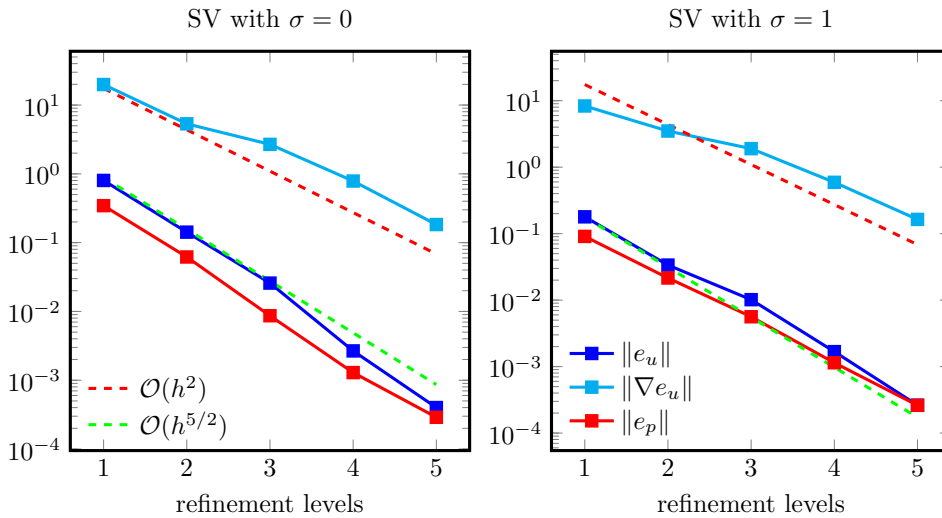 SV with σ = 0
10^1
10^0
10^−1
10^−2
10^−3
10^−4
O(h^2)
O(h^{5/2})
1 2 3 4 5
refinement levels
SV with σ = 1
10^1
10^0
10^−1
10^−2
10^−3
10^−4
‖e_u‖
‖∇e_u‖
‖e_p‖
1 2 3 4 5
refinement levels